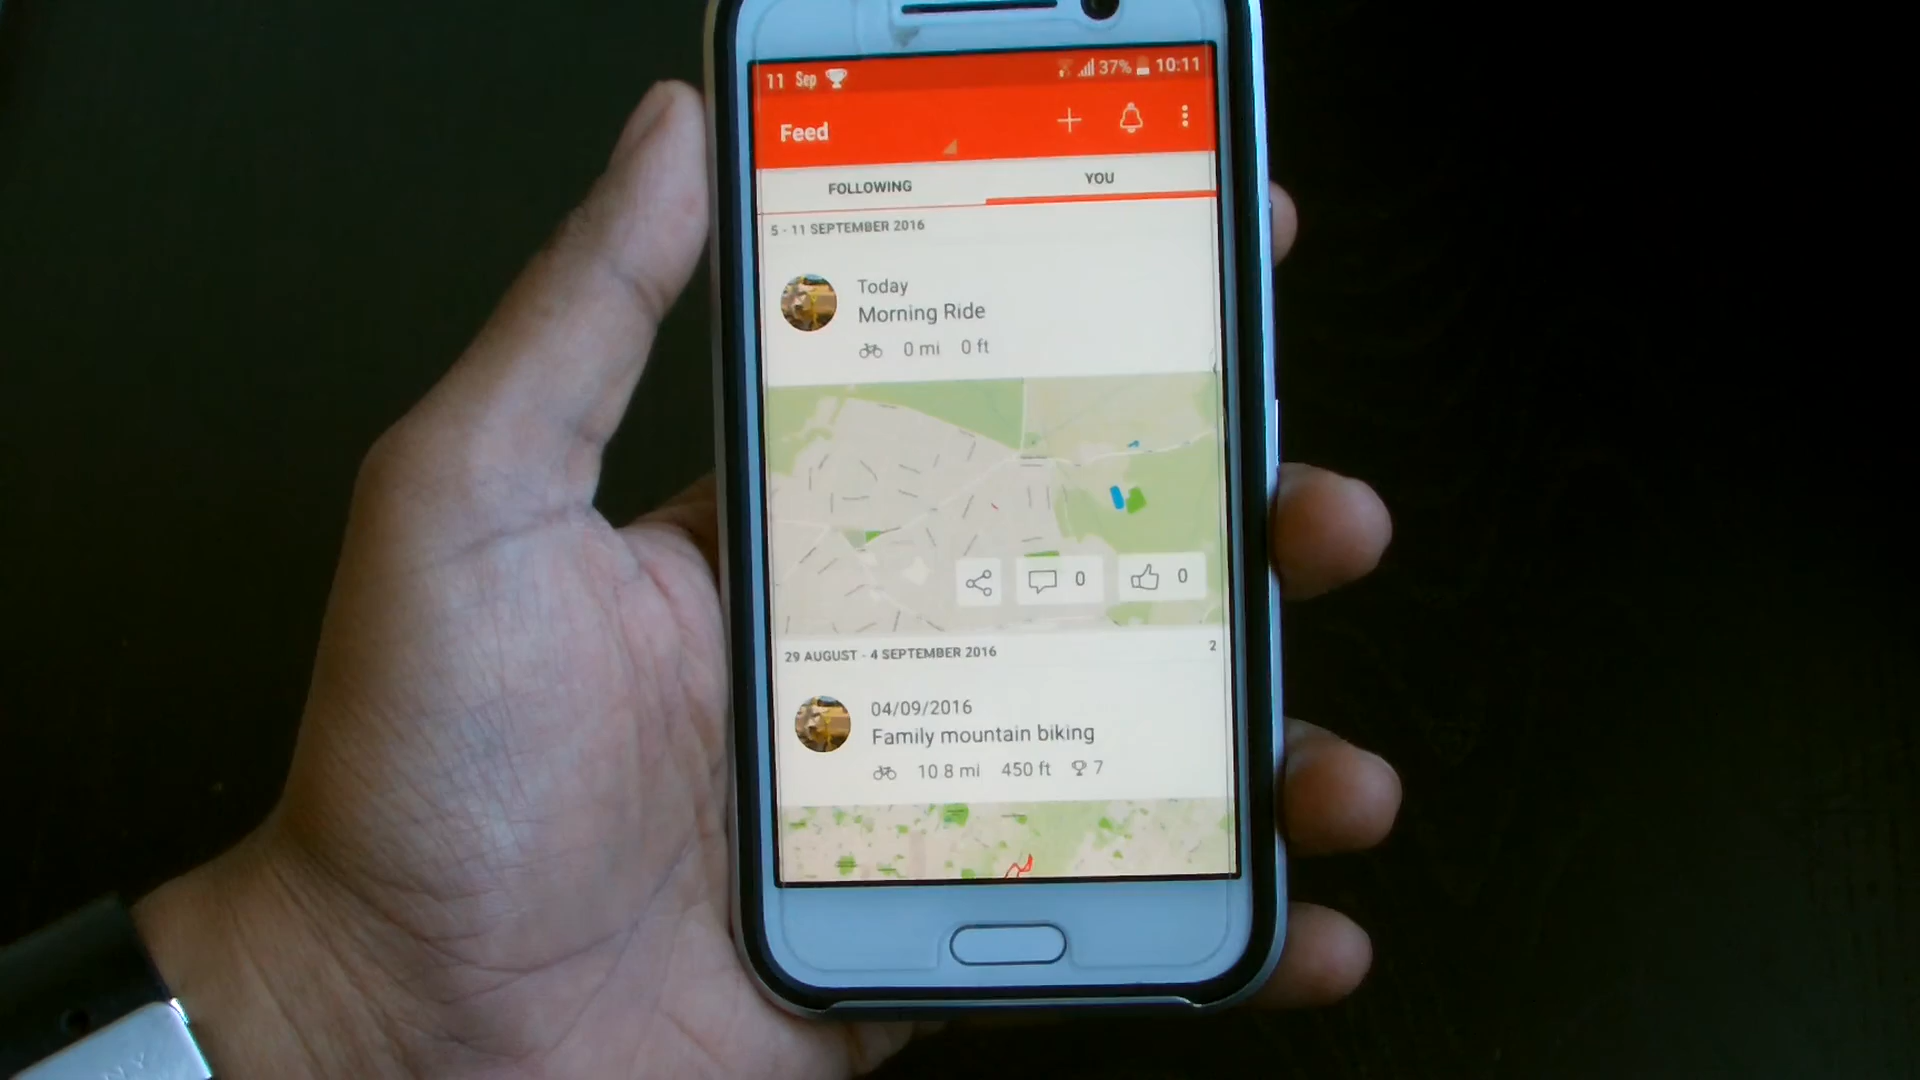 11 Sep 37% 10:11
Feed
FOLLOWING YOU
5 - 11 SEPTEMBER 2016
Today
Morning Ride
0 mi 0 ft
0 0
29 AUGUST - 4 SEPTEMBER 2016 2
04/09/2016
Family mountain biking
10 8 mi 450 ft 7